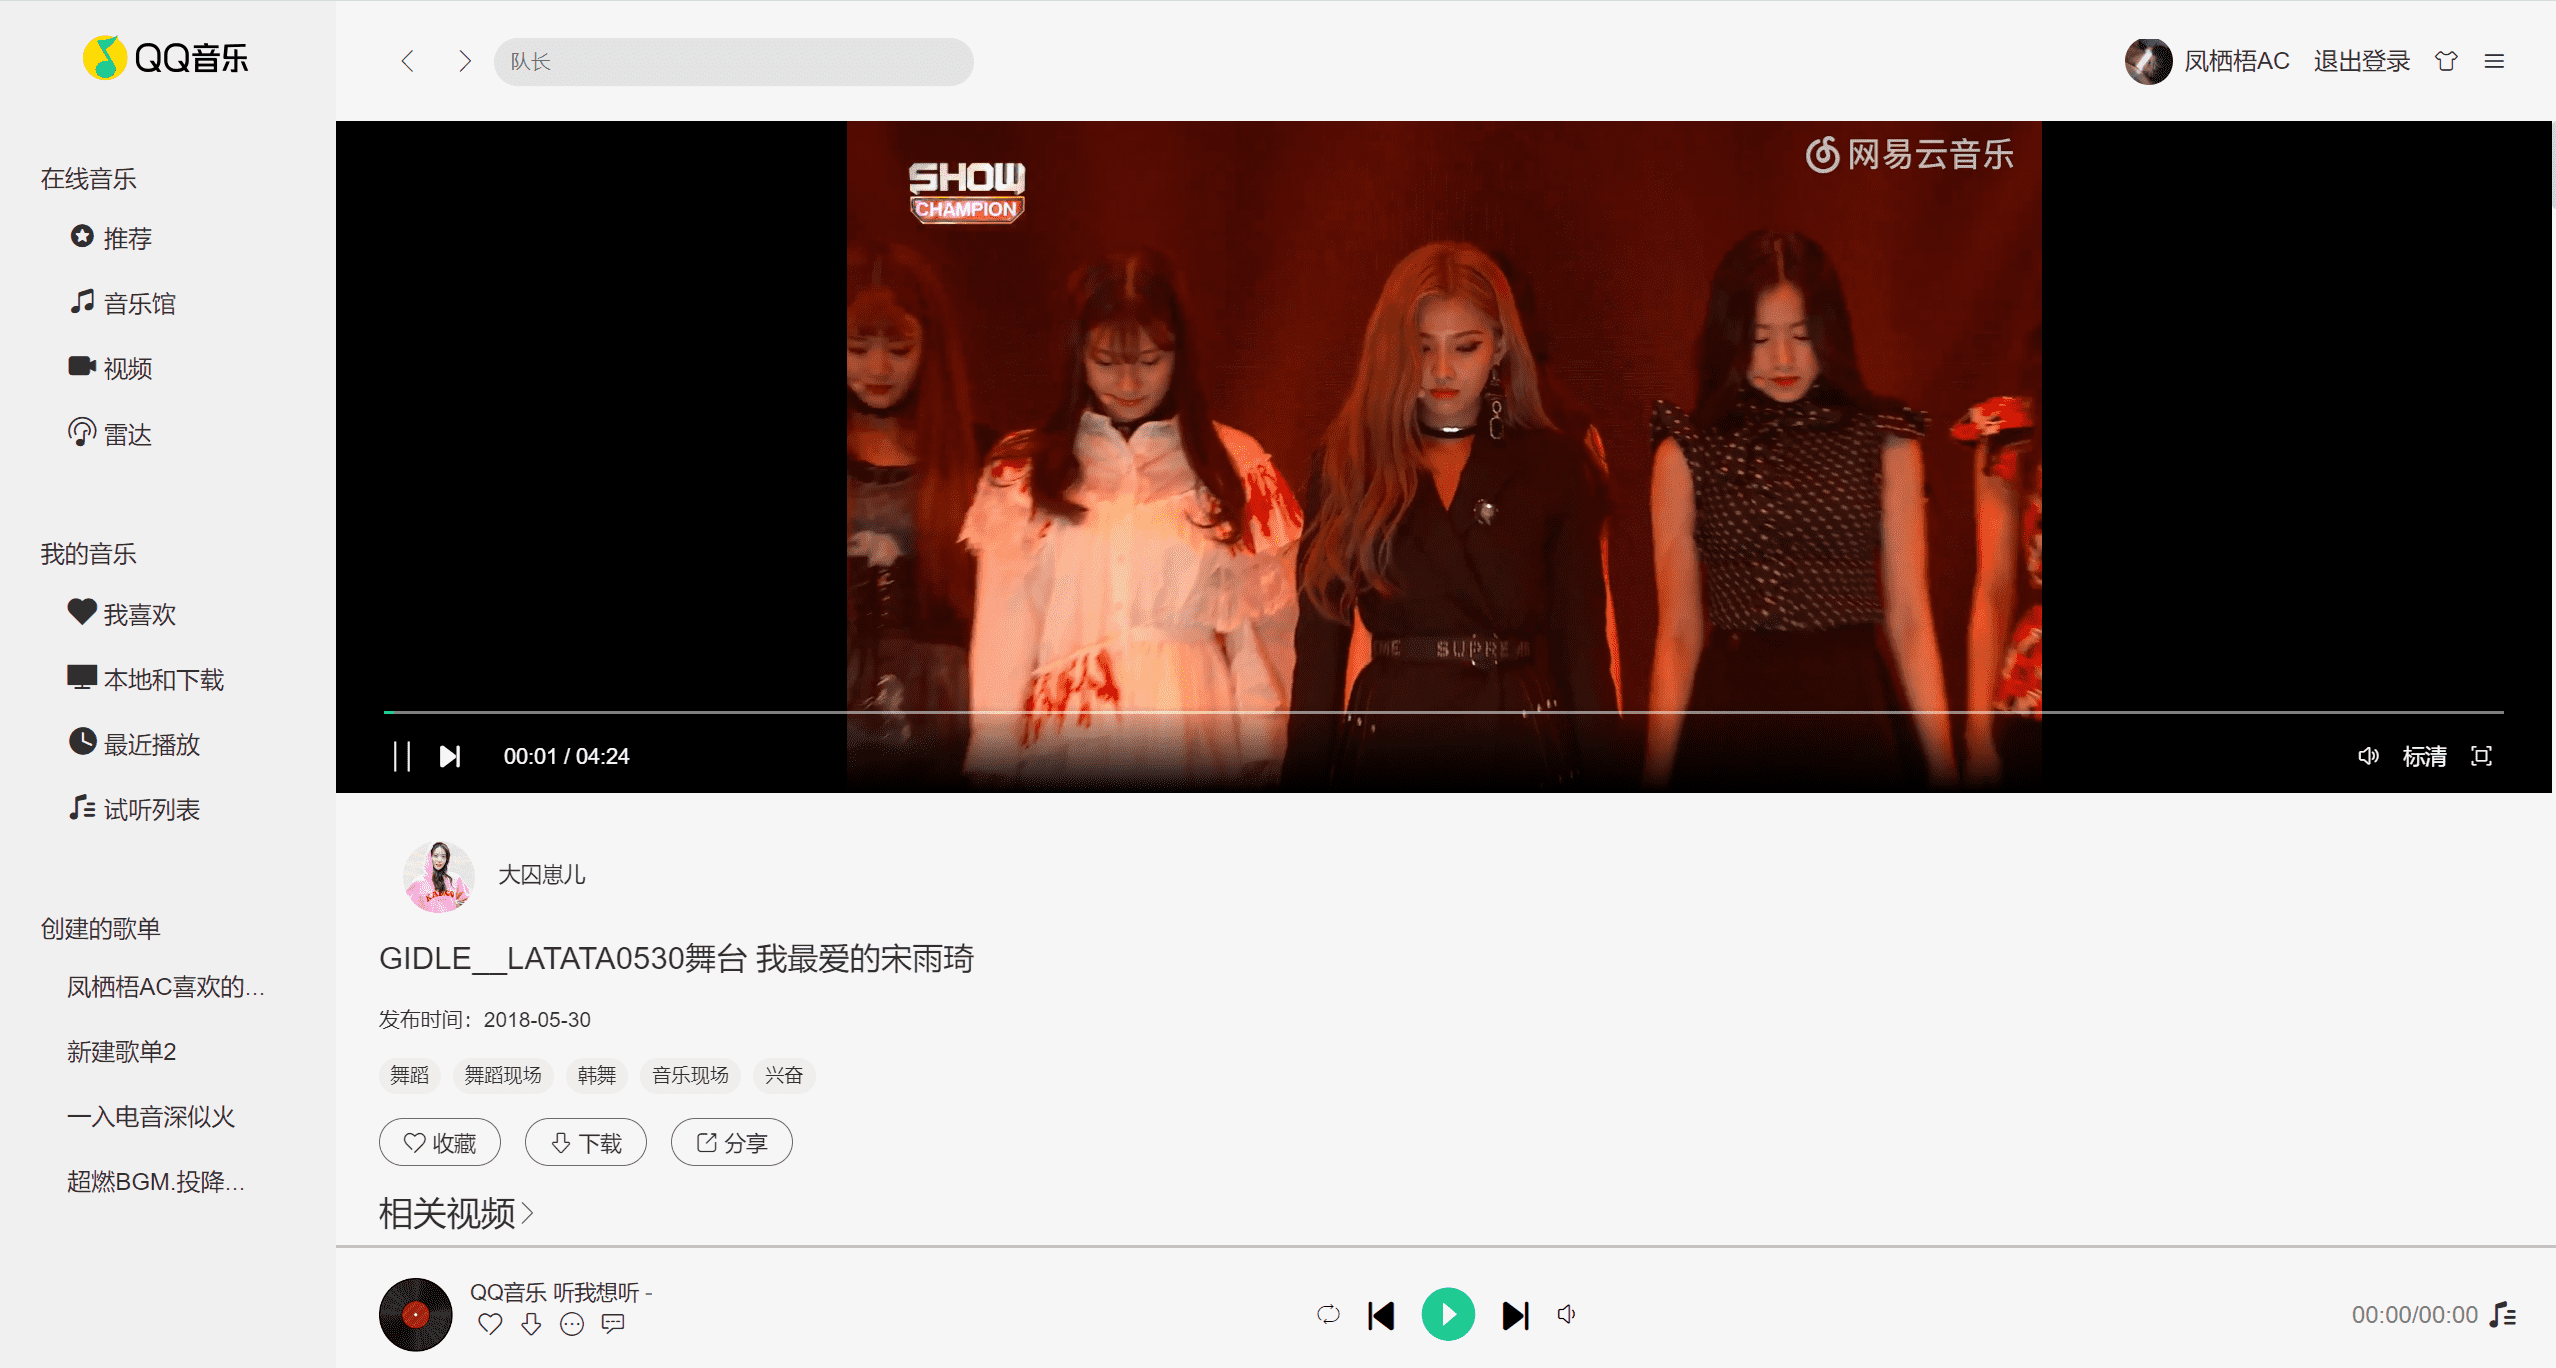 QQ音乐
队长
凤栖梧AC 退出登录
在线音乐
推荐
音乐馆
视频
雷达
我的音乐
我喜欢
本地和下载
最近播放
试听列表
创建的歌单
凤栖梧AC喜欢的...
新建歌单2
一入电音深似火
超燃BGM.投降...
SHOW
CHAMPION
网易云音乐
SUPREM
00:01 / 04:24
标清
大囚崽儿
GIDLE__LATATA0530舞台 我最爱的宋雨琦
发布时间：2018-05-30
舞蹈 舞蹈现场 韩舞 音乐现场 兴奋
收藏 下载 分享
相关视频
QQ音乐 听我想听 -
00:00/00:00